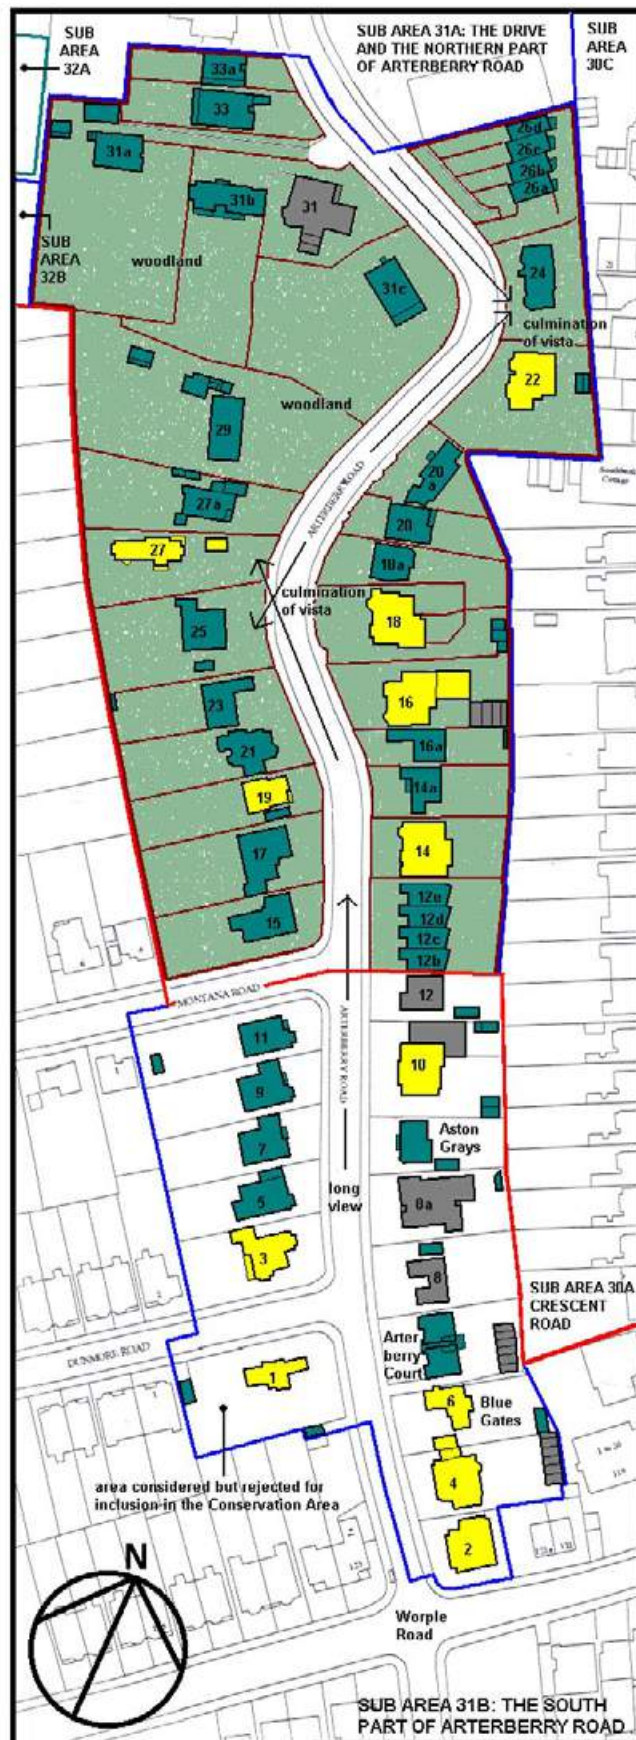 SUB
AREA
32A
SUB AREA 31A: THE DRIVE
AND THE NORTHERN PART
OF ARTERBERRY ROAD
SUB
AREA
30C
33a
33
31a
31b
31
26d
26c
26b
26a
SUB
AREA
32B
woodland
31c
24
culmination
of vista
22
woodland
29
20
a
27a
ARTERBERRY ROAD
20
27
18a
culmination
of vista
18
25
23
16
21
16a
19
14a
17
14
15
12e
12d
12c
12b
MONTANA ROAD
12
ARTERBERRY ROAD
11
10
9
Aston
Grays
7
5
long
view
8a
3
8
SUB AREA 30A
CRESCENT
ROAD
DUNMORE ROAD
Arter
berry
Court
1
6
Blue
Gates
4
area considered but rejected for
inclusion in the Conservation Area
2
N
Worple
Road
SUB AREA 31B: THE SOUTH
PART OF ARTERBERRY ROAD